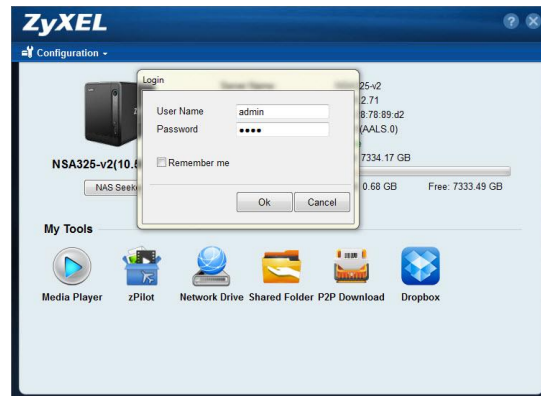 ZyXEL
Configuration
Login
25-v2
2.71
User Name admin
8:78:89:d2
Password ••••
(AALS.0)
Remember me
7334.17 GB
NSA325-v2(10.
NAS Seek
0.68 GB Free: 7333.49 GB
Ok Cancel
My Tools
Media Player zPilot Network Drive Shared Folder P2P Download Dropbox